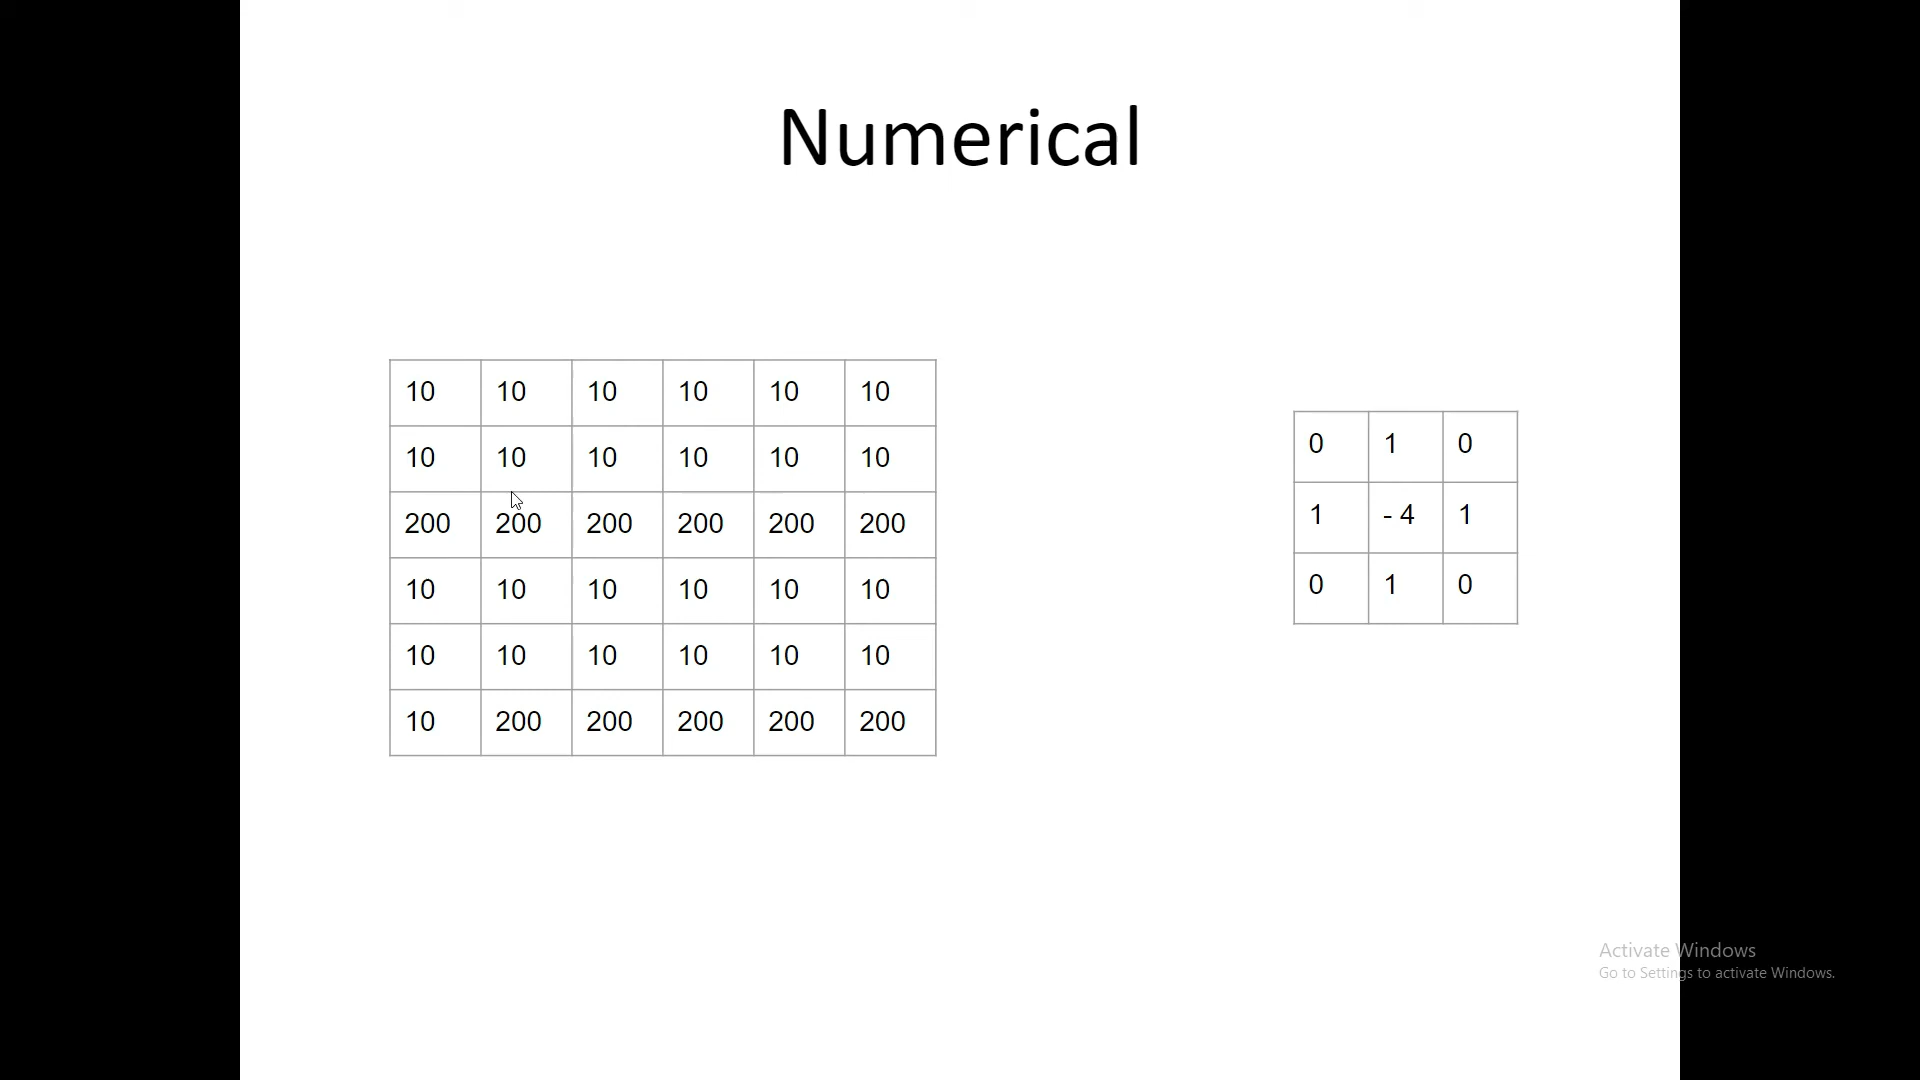 Numerical
10 10 10 10 10 10
10 10 10 10 10 10
200 200 200 200 200 200
10 10 10 10 10 10
10 10 10 10 10 10
10 200 200 200 200 200
0 1 0
1 - 4 1
0 1 0
Activate Windows
Go to Settings to activate Windows.